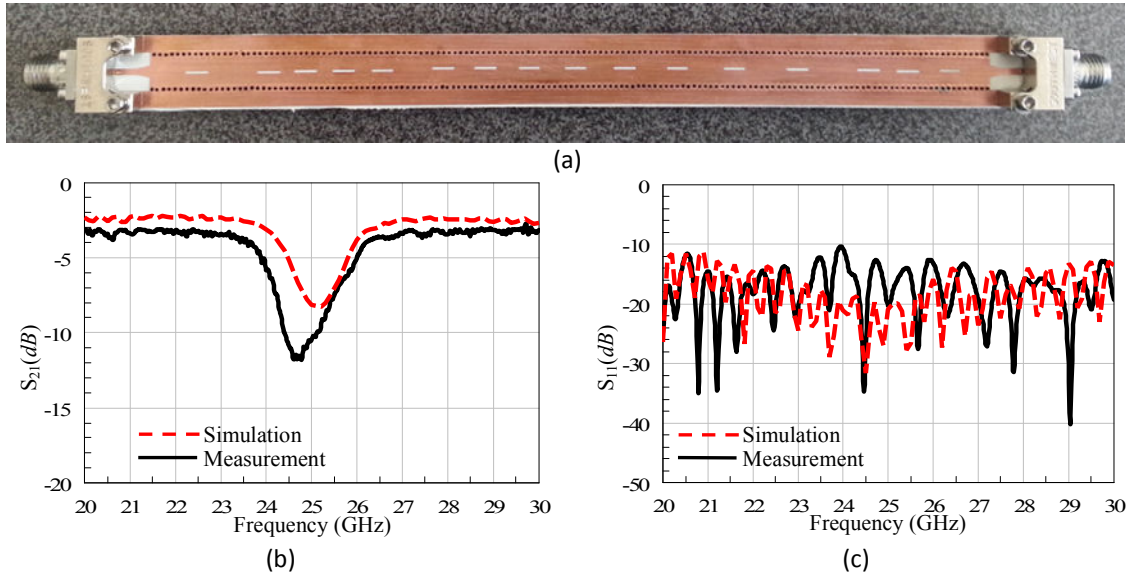 (a)
0
-5
-10
-15
-20
S21(dB)
Simulation
Measurement
20 21 22 23 24 25 26 27 28 29 30
Frequency (GHz)
(b)
0
-10
-20
-30
-40
-50
S11(dB)
Simulation
Measurement
20 21 22 23 24 25 26 27 28 29 30
Frequency (GHz)
(c)